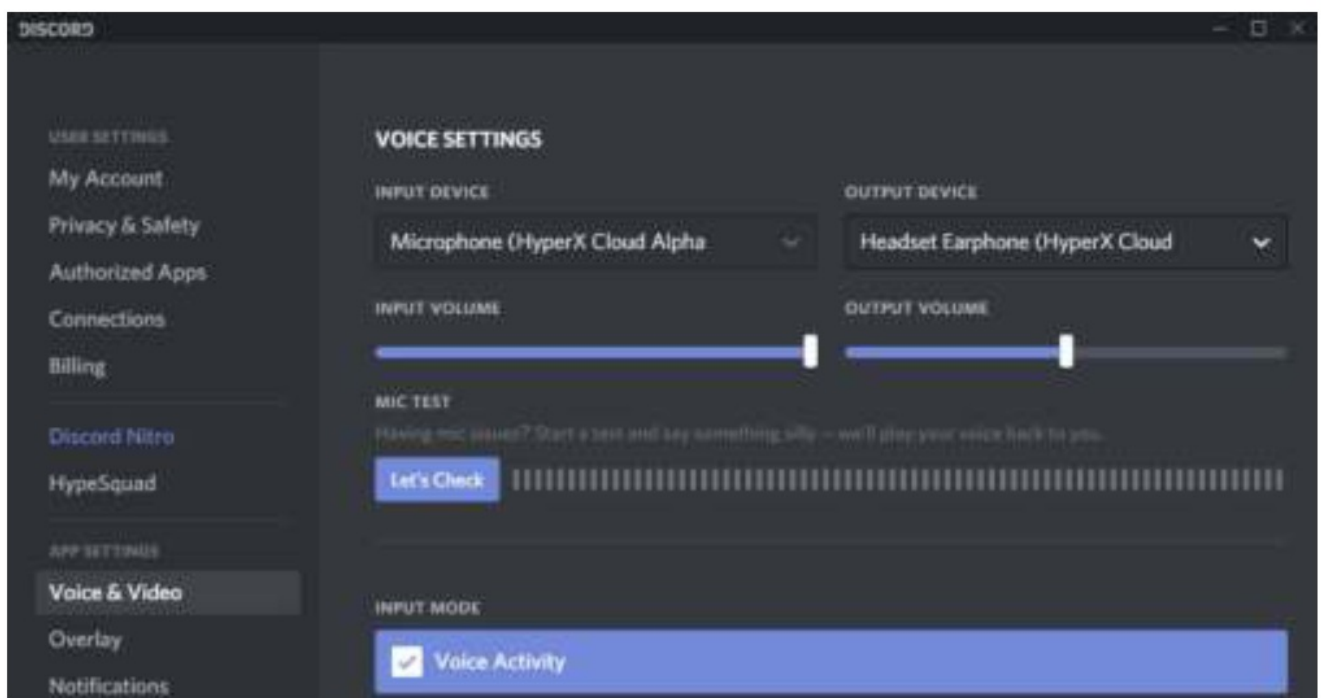 DISCORD
USER SETTINGS
My Account
Privacy & Safety
Authorized Apps
Connections
Billing
Discord Nitro
HypeSquad
APP SETTINGS
Voice & Video
Overlay
Notifications
VOICE SETTINGS
INPUT DEVICE
Microphone (HyperX Cloud Alpha
OUTPUT DEVICE
Headset Earphone (HyperX Cloud
INPUT VOLUME
OUTPUT VOLUME
MIC TEST
Having mic issues? Start a test and say something silly — we'll play your voice back to you.
Let's Check
INPUT MODE
Voice Activity